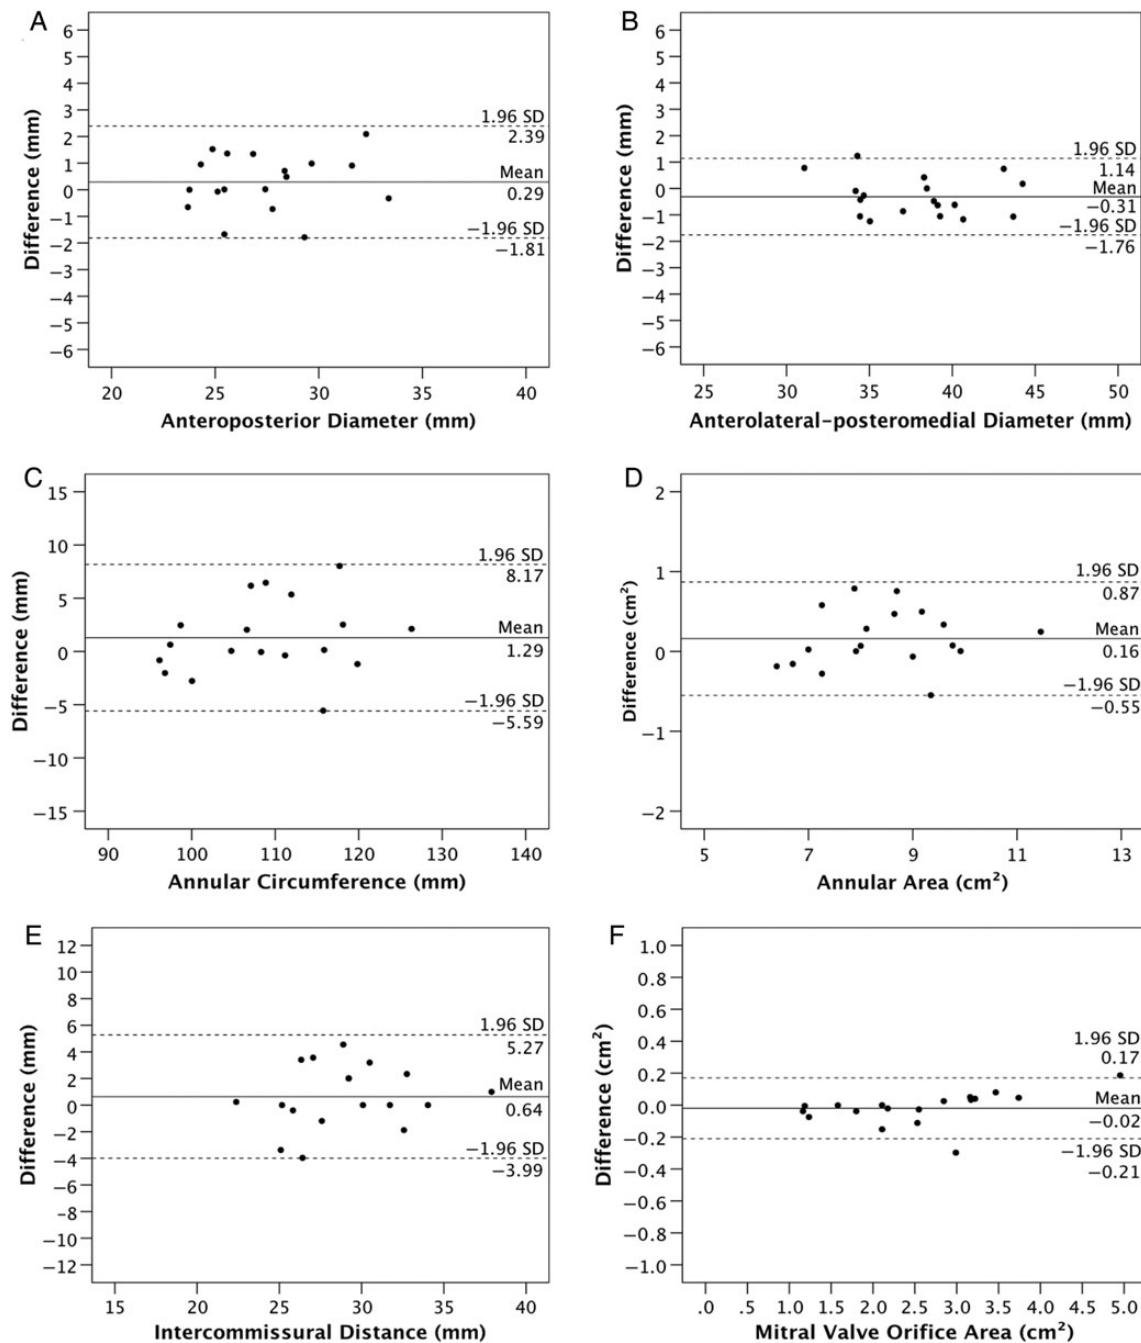 A
6
5
4
3
2
1
0
−1
−2
−3
−4
−5
−6
Difference (mm)
1.96 SD
2.39
Mean
0.29
−1.96 SD
−1.81
20 25 30 35 40
Anteroposterior Diameter (mm)
B
6
5
4
3
2
1
0
−1
−2
−3
−4
−5
−6
Difference (mm)
1.96 SD
1.14
Mean
−0.31
−1.96 SD
−1.76
25 30 35 40 45 50
Anterolateral-posteromedial Diameter (mm)
C
15
10
5
0
−5
−10
−15
Difference (mm)
1.96 SD
8.17
Mean
1.29
−1.96 SD
−5.59
90 100 110 120 130 140
Annular Circumference (mm)
D
2
1
0
−1
−2
Difference (cm²)
1.96 SD
0.87
Mean
0.16
−1.96 SD
−0.55
5 7 9 11 13
Annular Area (cm²)
E
12
10
8
6
4
2
0
−2
−4
−6
−8
−10
−12
Difference (mm)
1.96 SD
5.27
Mean
0.64
−1.96 SD
−3.99
15 20 25 30 35 40
Intercommissural Distance (mm)
F
1.0
0.8
0.6
0.4
0.2
0.0
−0.2
−0.4
−0.6
−0.8
−1.0
Difference (cm²)
1.96 SD
0.17
Mean
−0.02
−1.96 SD
−0.21
.0 .5 1.0 1.5 2.0 2.5 3.0 3.5 4.0 4.5 5.0
Mitral Valve Orifice Area (cm²)